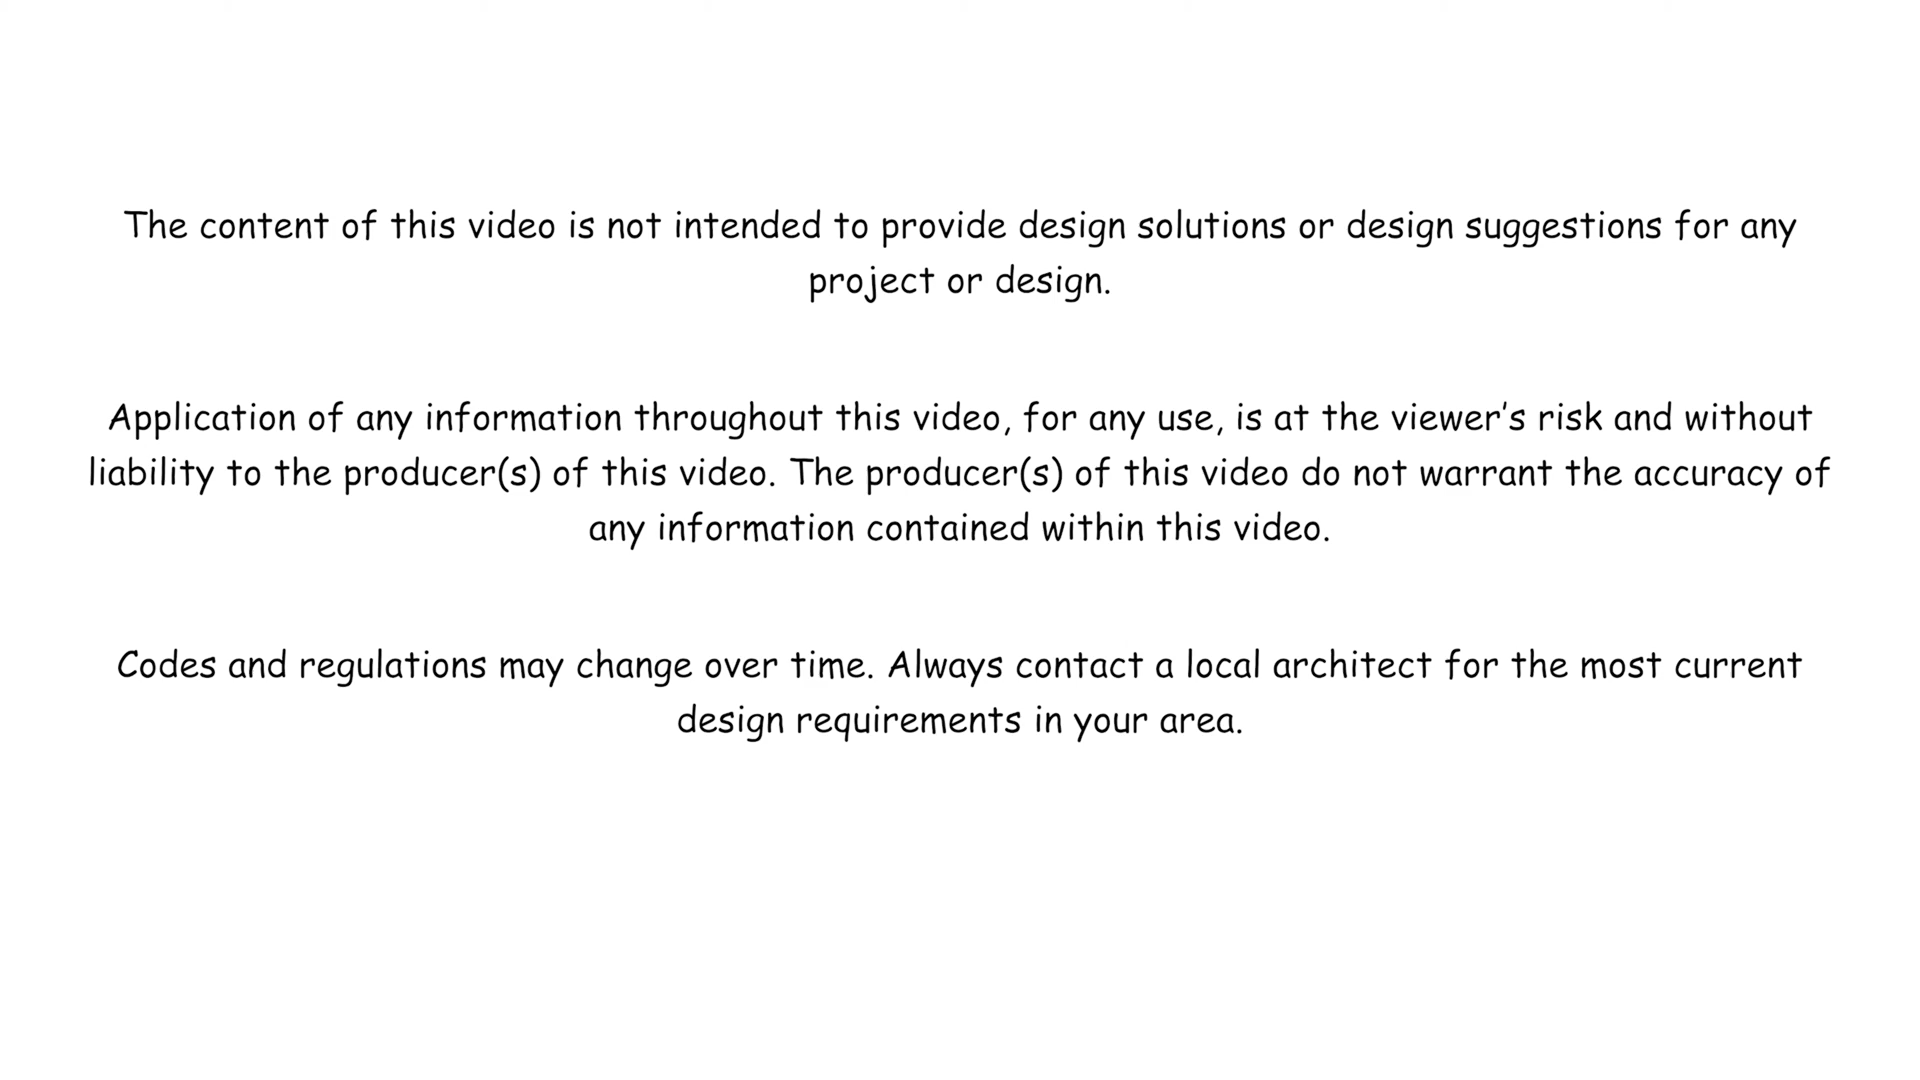 The content of this video is not intended to provide design solutions or design suggestions for any
project or design.
Application of any information throughout this video, for any use, is at the viewer's risk and without
liability to the producer(s) of this video. The producer(s) of this video do not warrant the accuracy of
any information contained within this video.
Codes and regulations may change over time. Always contact a local architect for the most current
design requirements in your area.